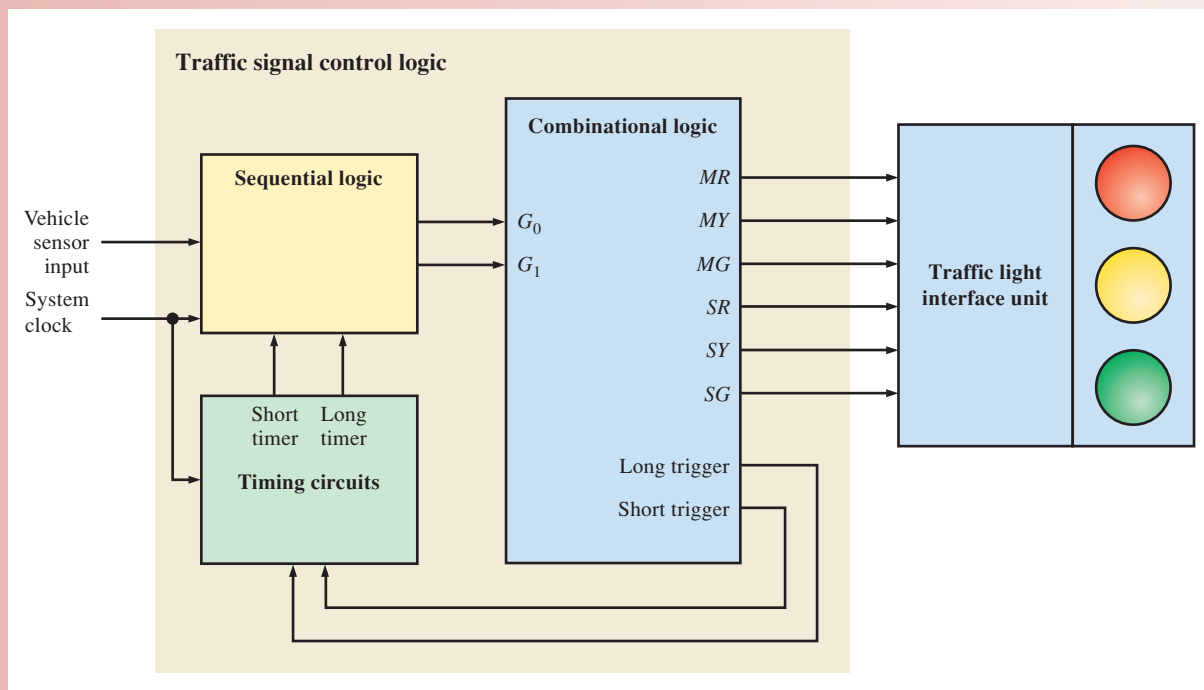 Traffic signal control logic
Combinational logic
Sequential logic
Vehicle
sensor
input
System
clock
G0
G1
MR
MY
MG
SR
SY
SG
Long trigger
Short trigger
Short
timer
Long
timer
Timing circuits
Traffic light
interface unit